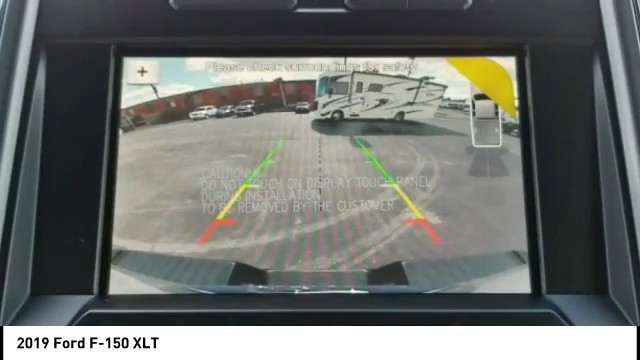 +
Please check surroundings for safety
CAUTION!
DO NOT TOUCH ON DISPLAY TOUCH PANEL
DURING INSTALLATION
TO BE REMOVED BY THE CUSTOMER
2019 Ford F-150 XLT